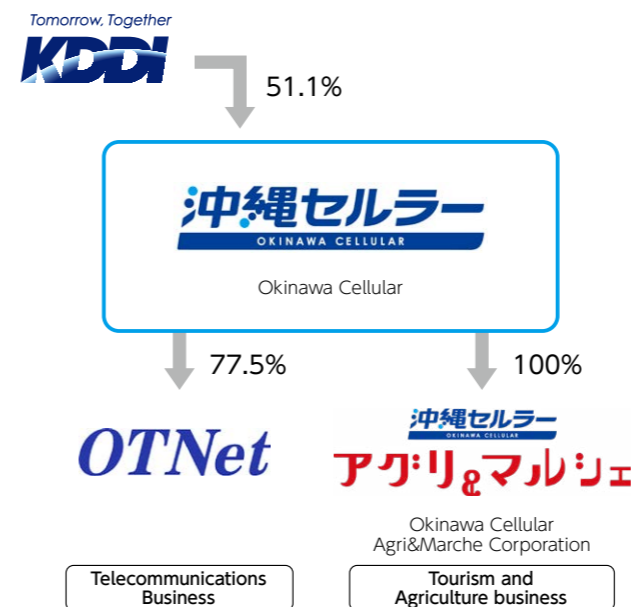 Tomorrow, Together
KDDI
51.1%
沖縄セルラー
OKINAWA CELLULAR
Okinawa Cellular
77.5%
100%
OTNet
沖縄セルラー
OKINAWA CELLULAR
アグリ&マルシェ
Okinawa Cellular
Agri&Marche Corporation
Telecommunications
Business
Tourism and
Agriculture business